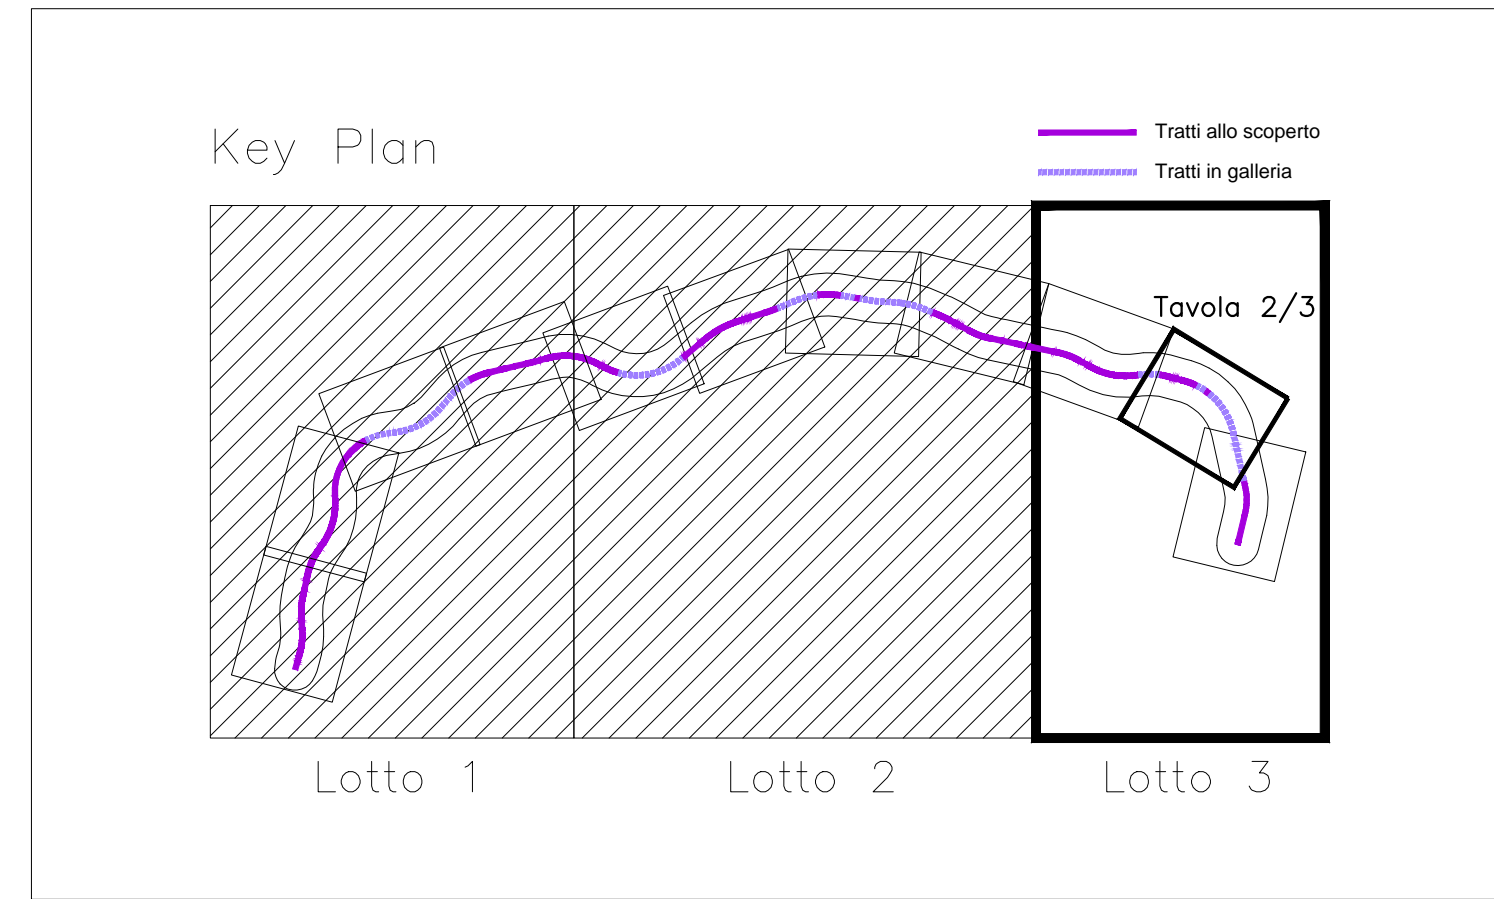 Key Plan
Tratti allo scoperto
Tratti in galleria
Tavola 2/3
Lotto 1
Lotto 2
Lotto 3